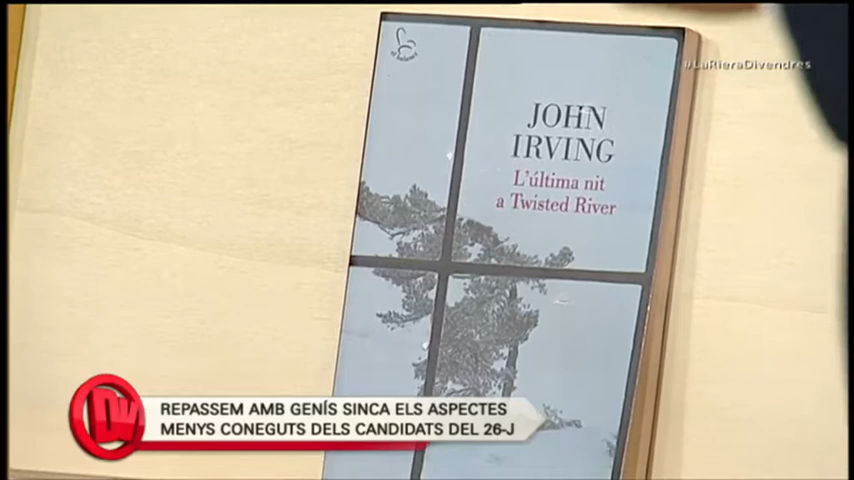 #LaRieraDivendres
JOHN
IRVING
L'última nit
a Twisted River
DV
REPASSEM AMB GENÍS SINCA ELS ASPECTES
MENYS CONEGUTS DELS CANDIDATS DEL 26-J